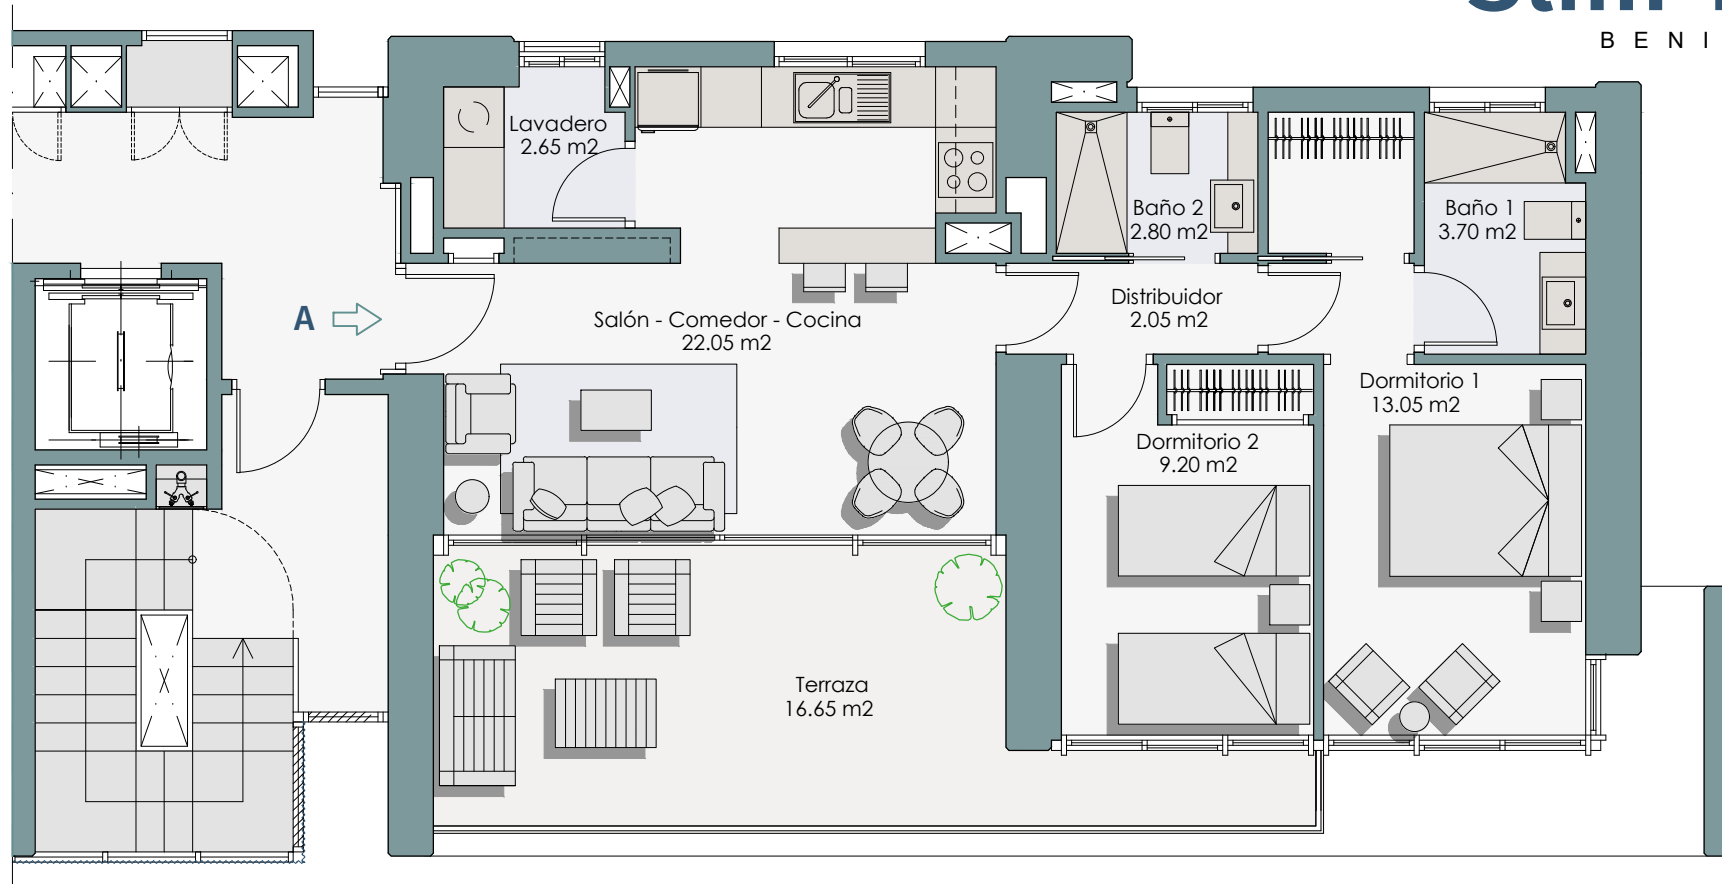 BENI
Lavadero
2.65 m2
Baño 2
2.80 m2
Baño 1
3.70 m2
A
Salón - Comedor - Cocina
22.05 m2
Distribuidor
2.05 m2
Dormitorio 1
13.05 m2
Dormitorio 2
9.20 m2
Terraza
16.65 m2